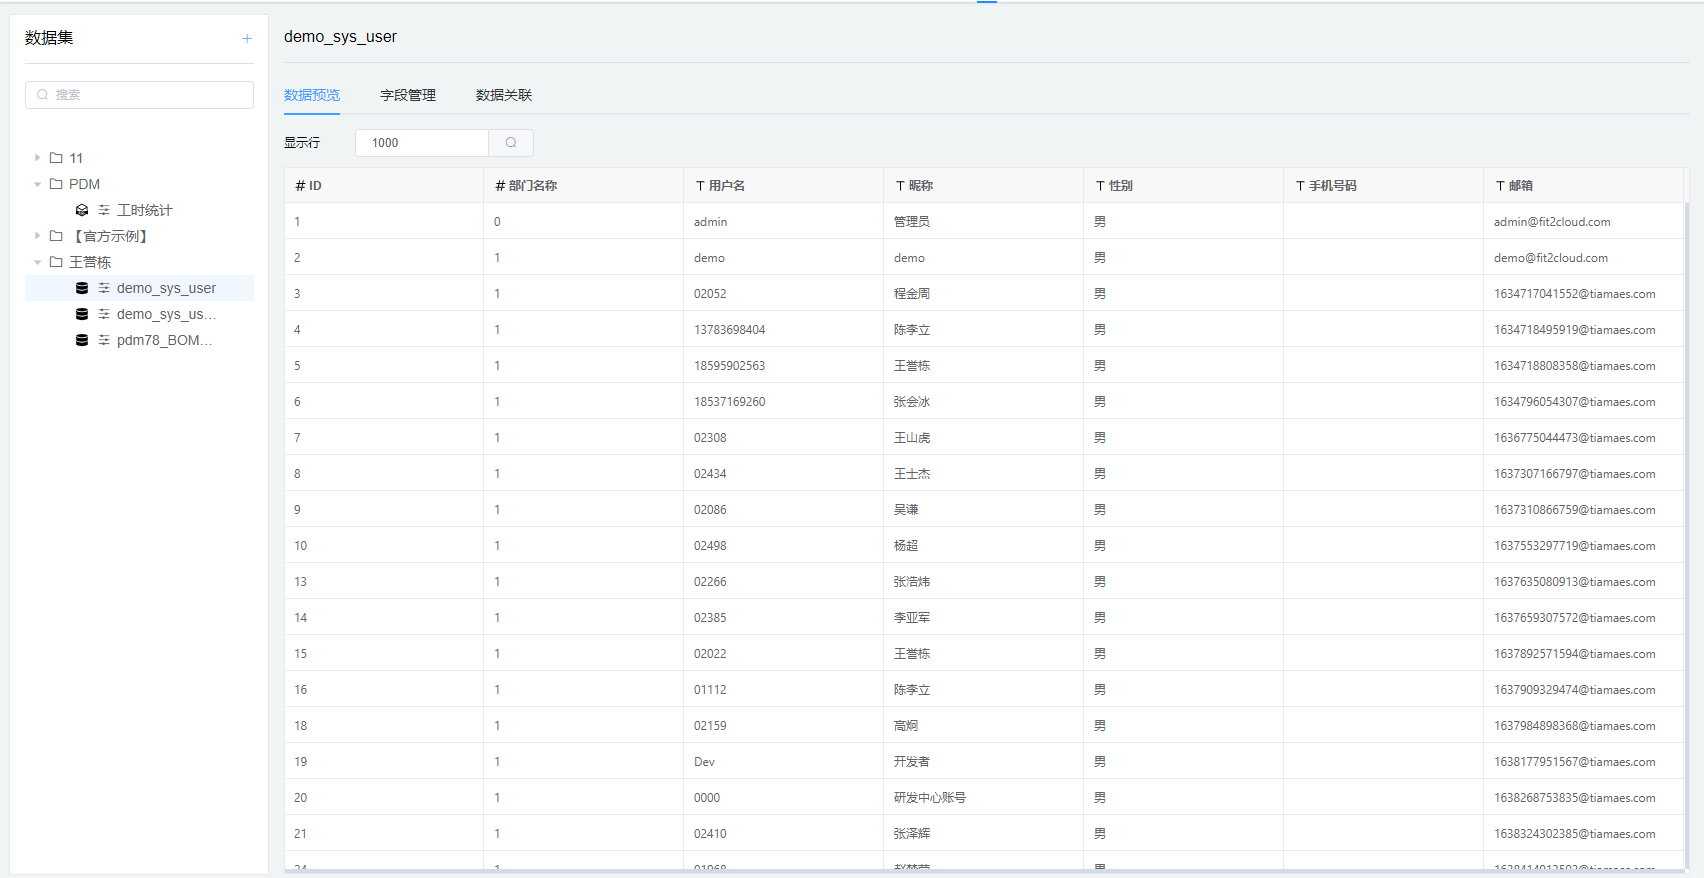 数据集
搜索
11
PDM
工时统计
【官方示例】
王誉栋
demo_sys_user
demo_sys_us...
pdm78_BOM...
demo_sys_user
数据预览 字段管理 数据关联
显示行 1000
# ID # 部门名称 T 用户名 T 昵称 T 性别 T 手机号码 T 邮箱
1 0 admin 管理员 男 admin@fit2cloud.com
2 1 demo demo 男 demo@fit2cloud.com
3 1 02052 程金周 男 1634717041552@tiamaes.com
4 1 13783698404 陈李立 男 1634718495919@tiamaes.com
5 1 18595902563 王誉栋 男 1634718808358@tiamaes.com
6 1 18537169260 张会冰 男 1634796054307@tiamaes.com
7 1 02308 王山虎 男 1636775044473@tiamaes.com
8 1 02434 王士杰 男 1637307166797@tiamaes.com
9 1 02086 吴谦 男 1637310866759@tiamaes.com
10 1 02498 杨超 男 1637553297719@tiamaes.com
13 1 02266 张浩炜 男 1637635080913@tiamaes.com
14 1 02385 李亚军 男 1637659307572@tiamaes.com
15 1 02022 王誉栋 男 1637892571594@tiamaes.com
16 1 01112 陈李立 男 1637909329474@tiamaes.com
18 1 02159 高炯 男 1637984898368@tiamaes.com
19 1 Dev 开发者 男 1638177951567@tiamaes.com
20 1 0000 研发中心账号 男 1638268753835@tiamaes.com
21 1 02410 张泽辉 男 1638324302385@tiamaes.com